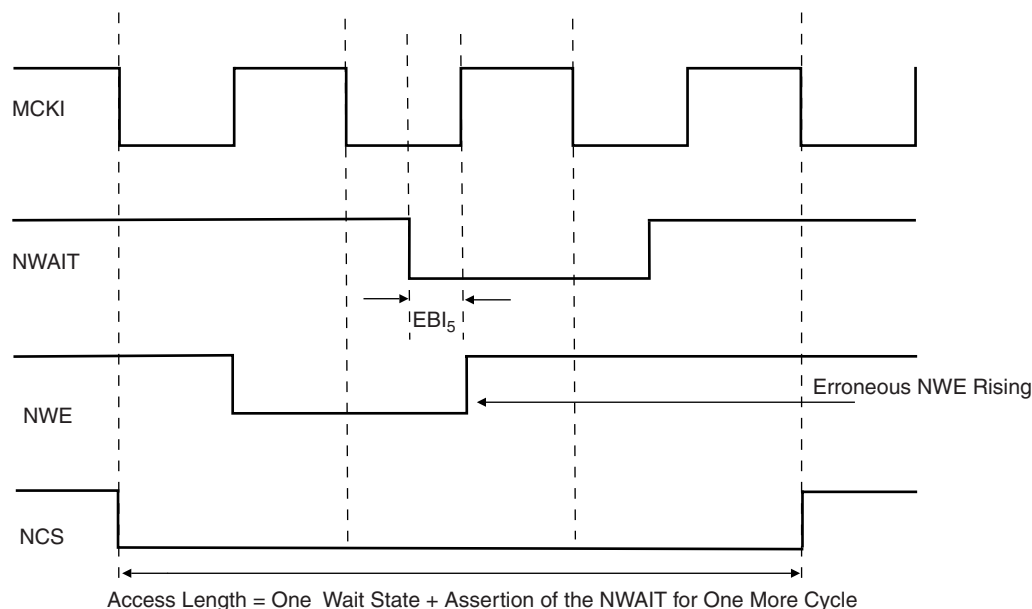 MCKI
NWAIT
EBI5
Erroneous NWE Rising
NWE
NCS
Access Length = One Wait State + Assertion of the NWAIT for One More Cycle